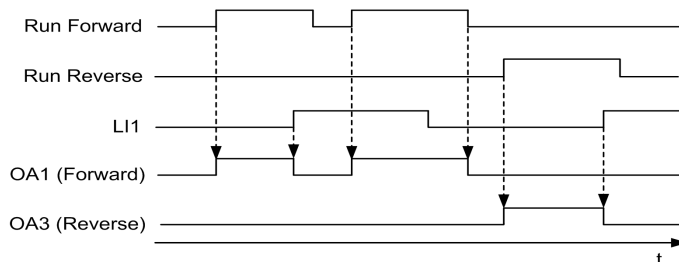 Run Forward
Run Reverse
LI1
OA1 (Forward)
OA3 (Reverse)
t